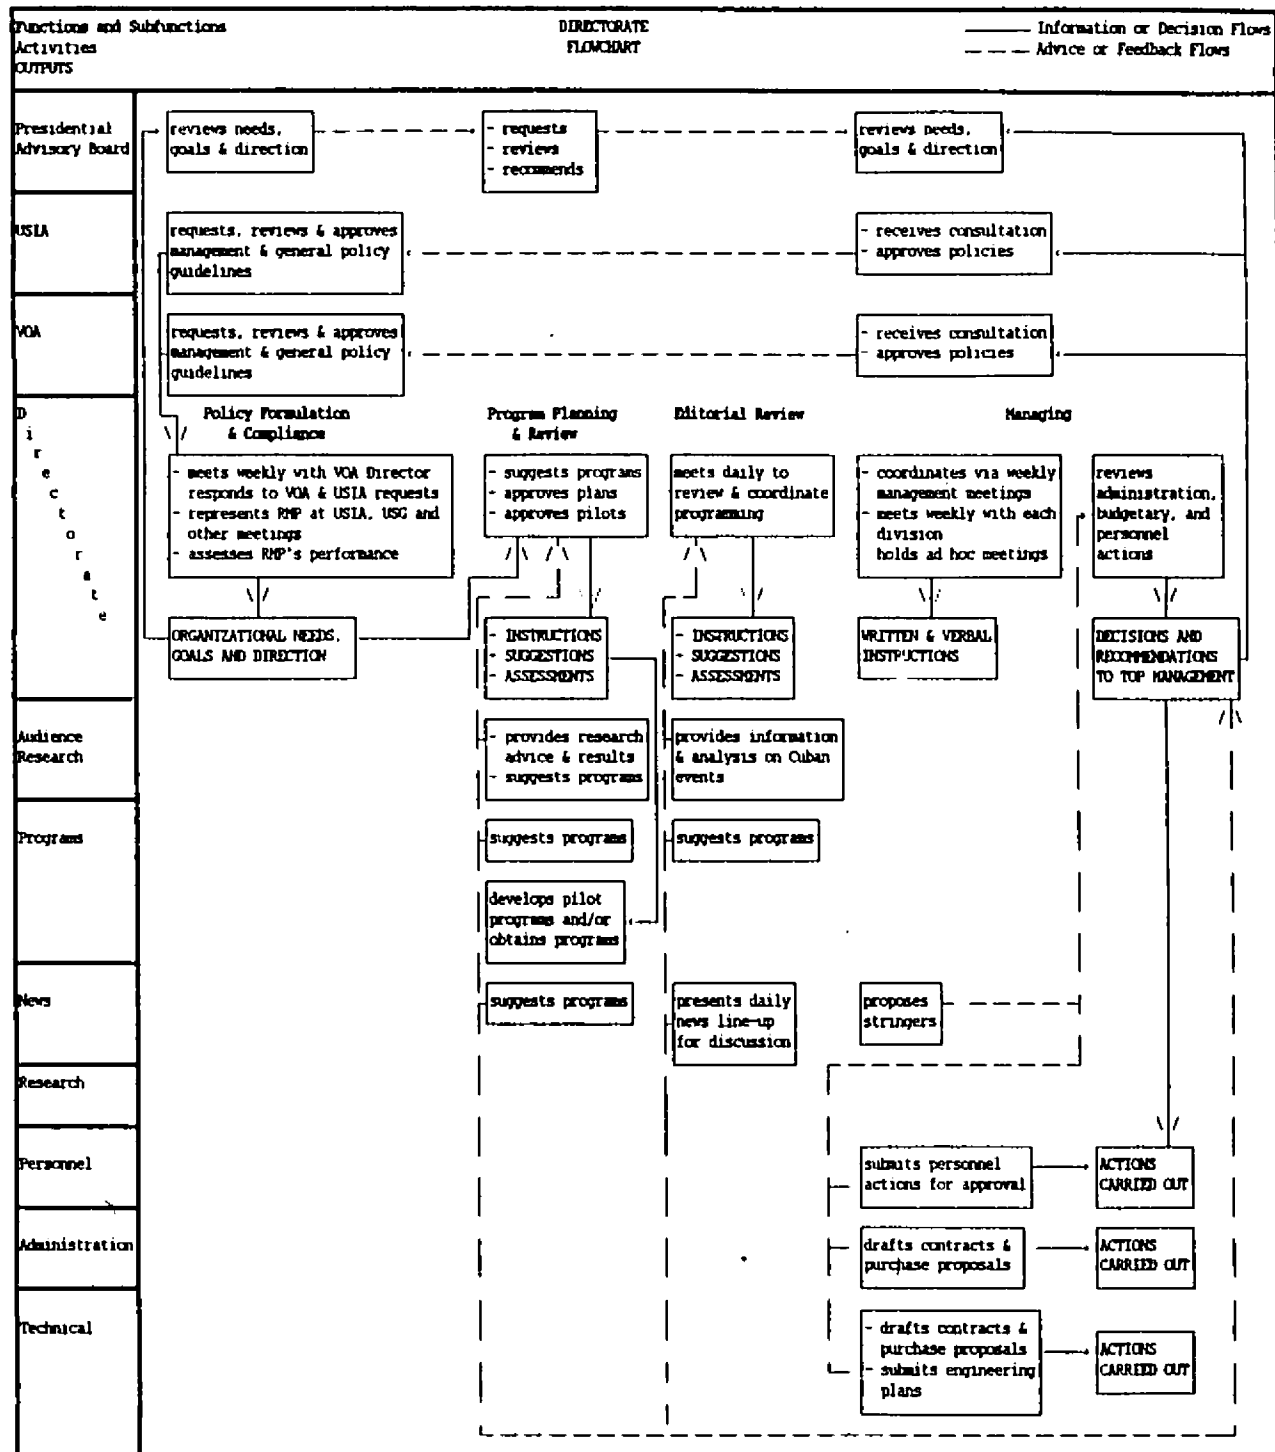 Functions and Subfunctions
Activities
OUTPUTS
DIRECTORATE
FLOWCHART
Information or Decision Flows
Advice or Feedback Flows
Presidential
Advisory Board
reviews needs,
goals & direction
- requests
- reviews
- recommends
reviews needs,
goals & direction
USIA
requests, reviews & approves
management & general policy
guidelines
- receives consultation
- approves policies
VOA
requests, reviews & approves
management & general policy
guidelines
- receives consultation
- approves policies
Directorate
Policy Formulation
& Compliance
Program Planning
& Review
Editorial Review
Managing
- meets weekly with VOA Director
responds to VOA & USIA requests
- represents RMP at USIA, USG and
other meetings
- assesses RMP's performance
- suggests programs
- approves plans
- approves pilots
meets daily to
review & coordinate
programming
- coordinates via weekly
management meetings
- meets weekly with each
division
holds ad hoc meetings
reviews
administration,
budgetary, and
personnel
actions
ORGANIZATIONAL NEEDS,
GOALS AND DIRECTION
- INSTRUCTIONS
- SUGGESTIONS
- ASSESSMENTS
- INSTRUCTIONS
- SUGGESTIONS
- ASSESSMENTS
WRITTEN & VERBAL
INSTRUCTIONS
DECISIONS AND
RECOMMENDATIONS
TO TOP MANAGEMENT
Audience
Research
- provides research
advice & results
- suggests programs
provides information
& analysis on Cuban
events
Programs
suggests programs
suggests programs
develops pilot
programs and/or
obtains programs
News
suggests programs
presents daily
news line-up
for discussion
proposes
stringers
Research
Personnel
submits personnel
actions for approval
ACTIONS
CARRIED OUT
Administration
drafts contracts &
purchase proposals
ACTIONS
CARRIED OUT
Technical
- drafts contracts &
purchase proposals
- submits engineering
plans
ACTIONS
CARRIED OUT